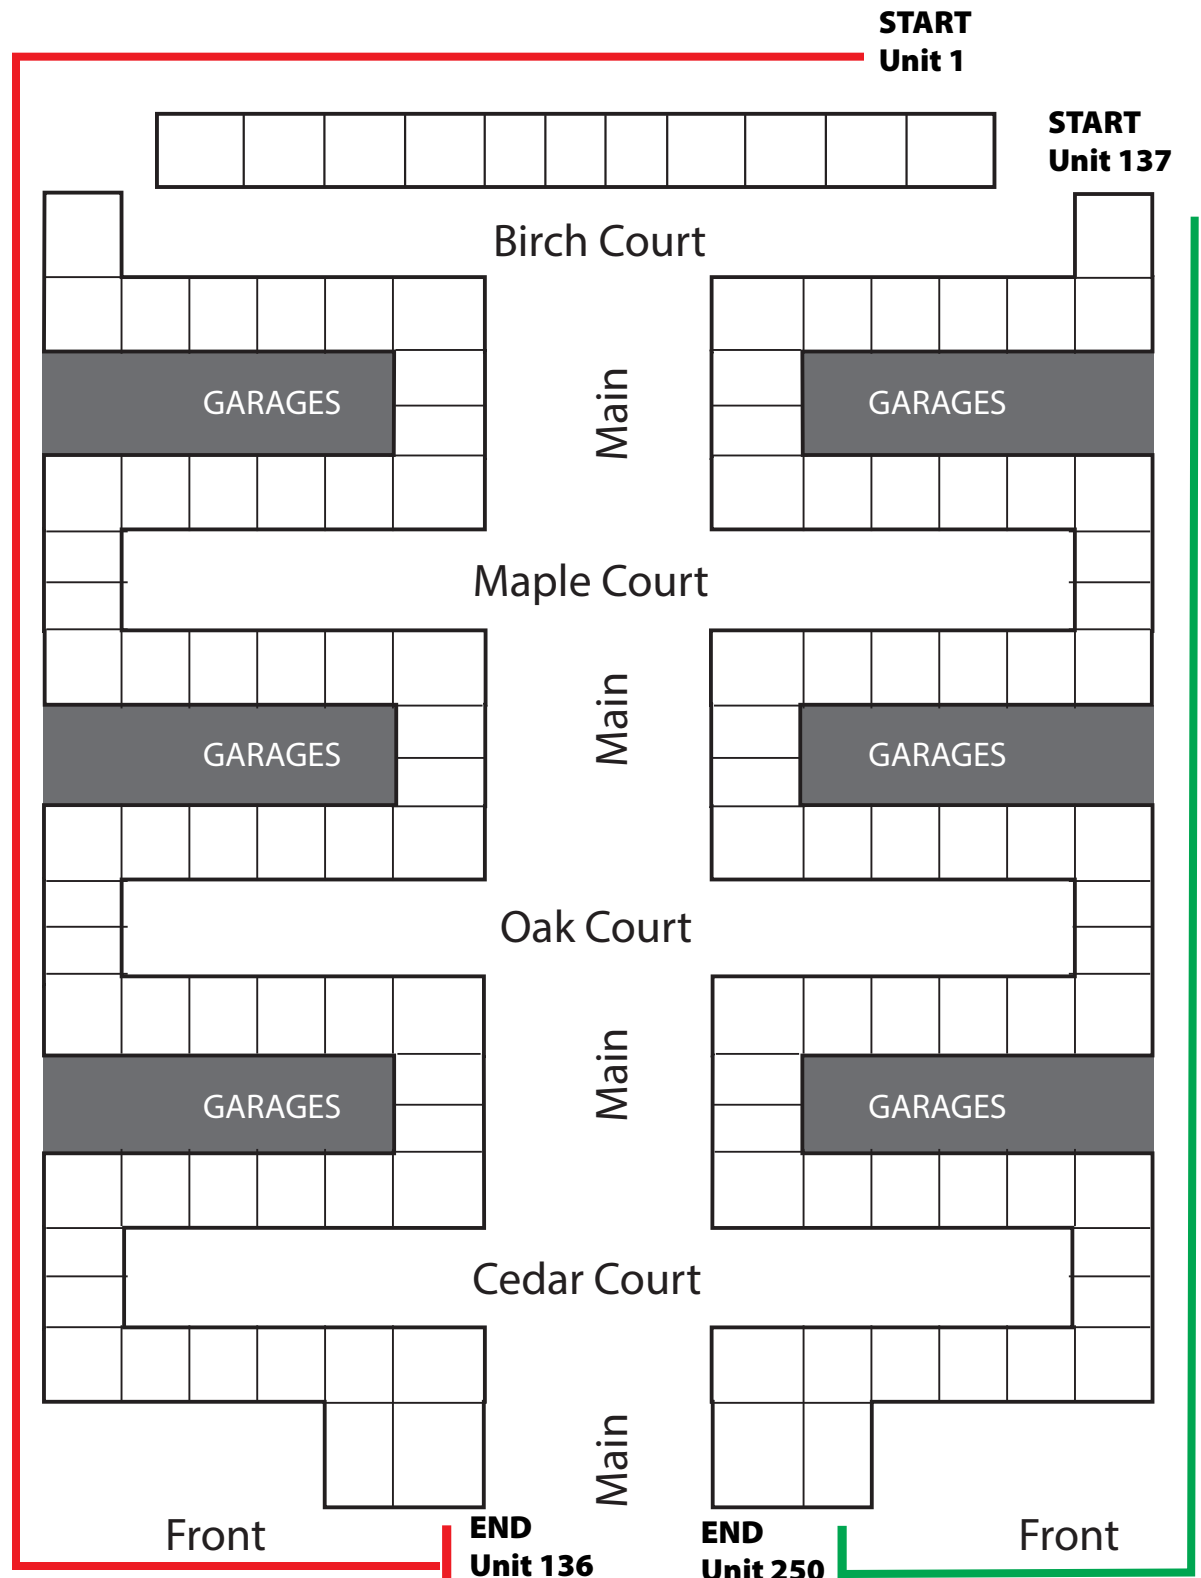 START
Unit 1
START
Unit 137
Birch Court
GARAGES
Main
GARAGES
Maple Court
GARAGES
Main
GARAGES
Oak Court
GARAGES
Main
GARAGES
Cedar Court
Main
Front
END
Unit 136
END
Unit 250
Front